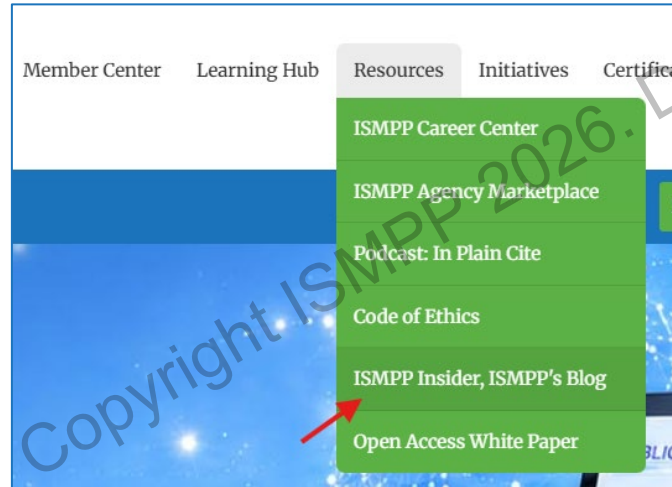 Member Center Learning Hub Resources Initiatives
ISMPP Career Center
ISMPP Agency Marketplace
Podcast: In Plain Cite
Code of Ethics
ISMPP Insider, ISMPP's Blog
Open Access White Paper
Copyright ISMPP 2026.